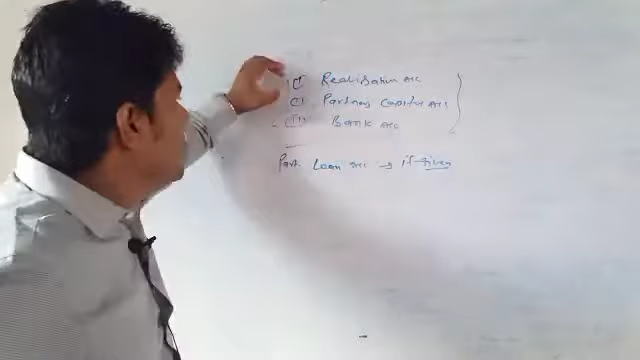 Realisation A/C
Partners Capital A/Cs
Bank A/C
Part. Loan A/C → if given